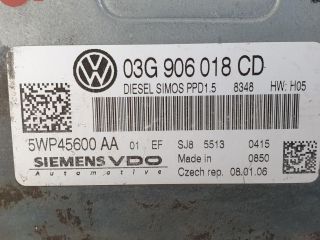 03G 906 018 CD
DIESEL SIMOS PPD1.5 8348 HW: H05
5WP45600 AA 01 EF SJ8 5513 0415
SIEMENS VDO Made in 0850
Automotive Czech rep. 08.01.06